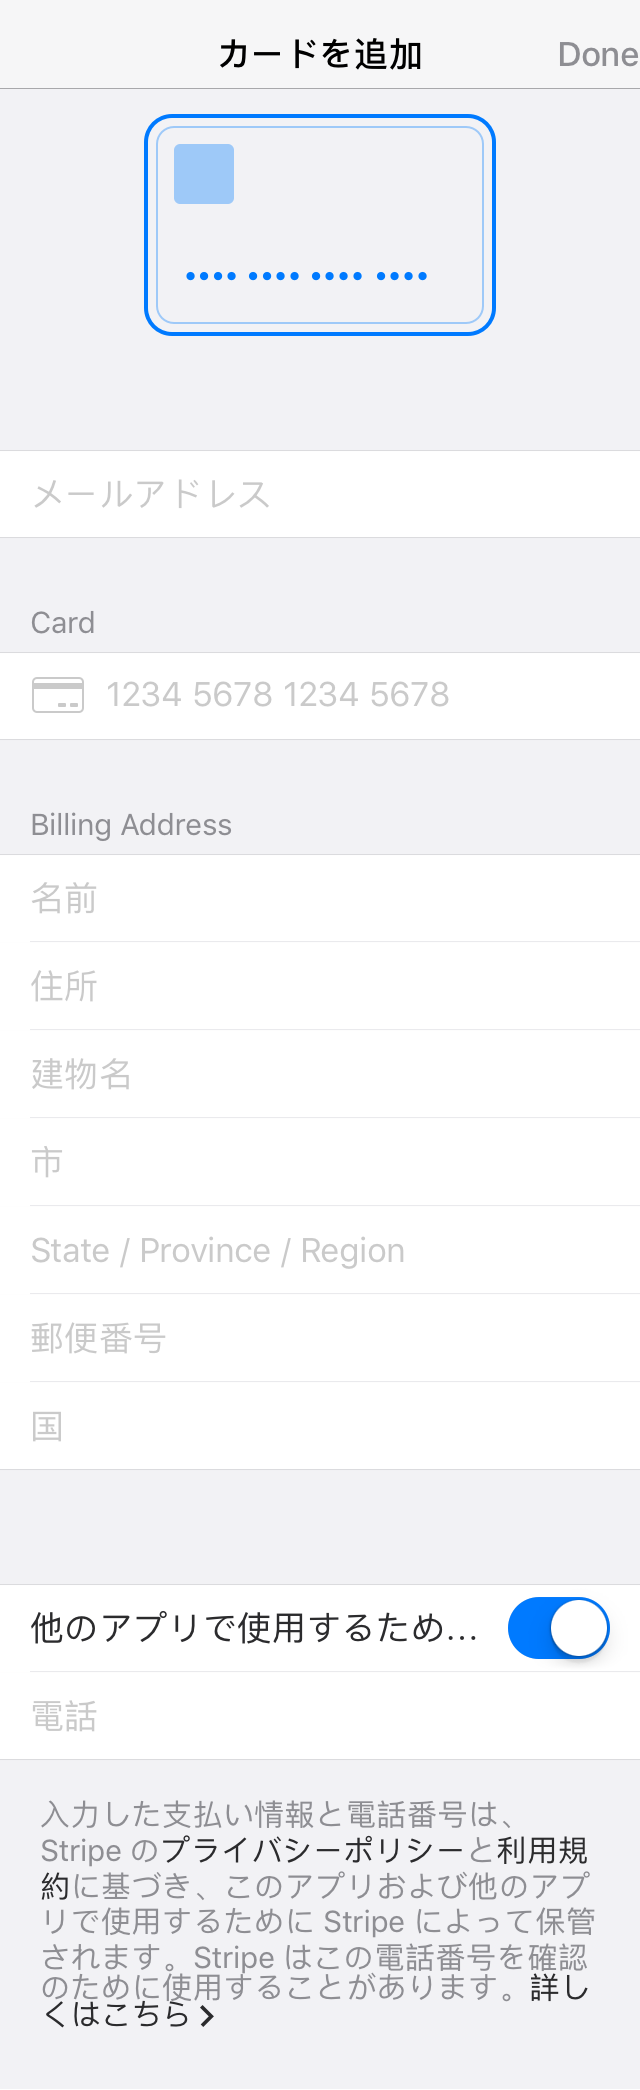 カードを追加
Done
•••• •••• •••• ••••
メールアドレス
Card
1234 5678 1234 5678
Billing Address
名前
住所
建物名
市
State / Province / Region
郵便番号
国
他のアプリで使用するため…
電話
入力した支払い情報と電話番号は、
Stripe のプライバシーポリシーと利用規
約に基づき、このアプリおよび他のアプ
リで使用するために Stripe によって保管
されます。Stripe はこの電話番号を確認
のために使用することがあります。詳し
くはこちら